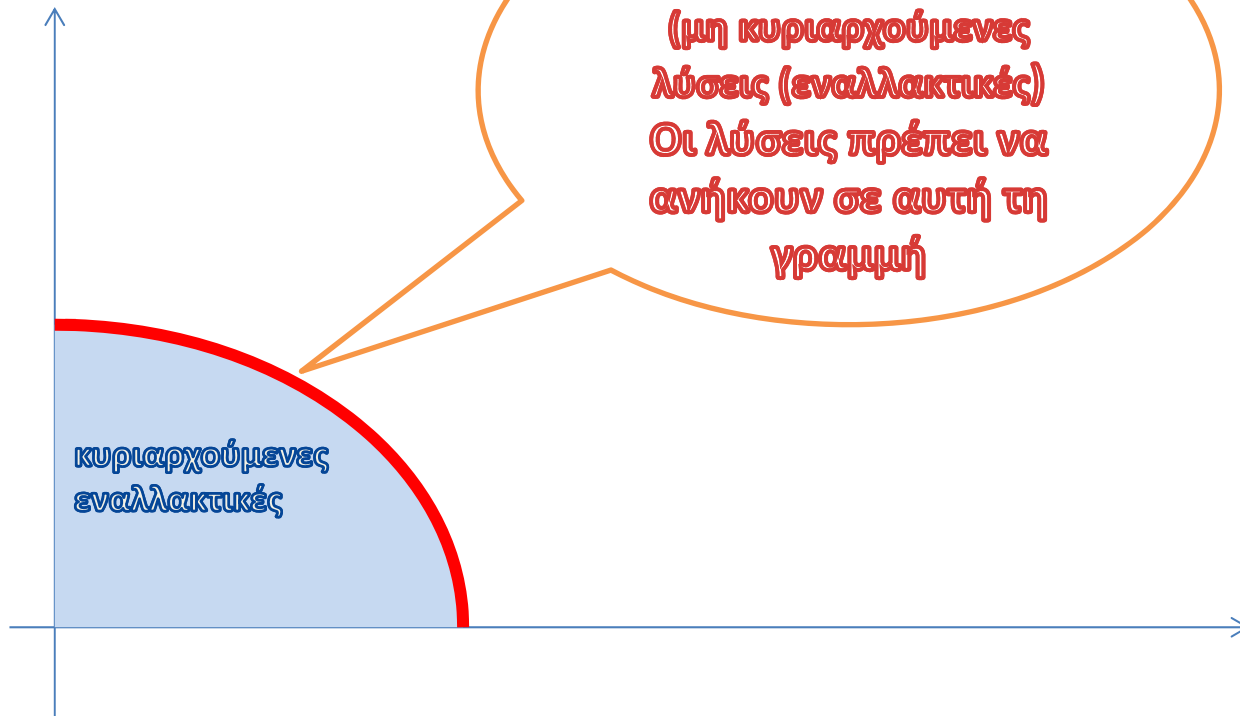 (μη κυριαρχούμενες
λύσεις (εναλλακτικές)
Οι λύσεις πρέπει να
ανήκουν σε αυτή τη
γραμμή
κυριαρχούμενες
εναλλακτικές